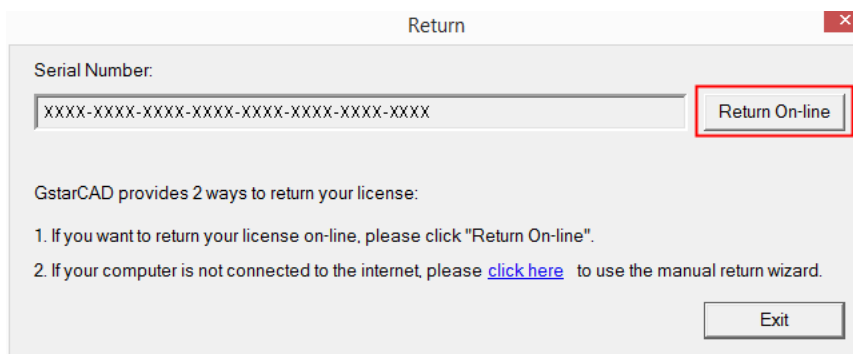 Return
Serial Number:
XXXX-XXXX-XXXX-XXXX-XXXX-XXXX-XXXX-XXXX
Return On-line
GstarCAD provides 2 ways to return your license:
1. If you want to return your license on-line, please click "Return On-line".
2. If your computer is not connected to the internet, please click here to use the manual return wizard.
Exit